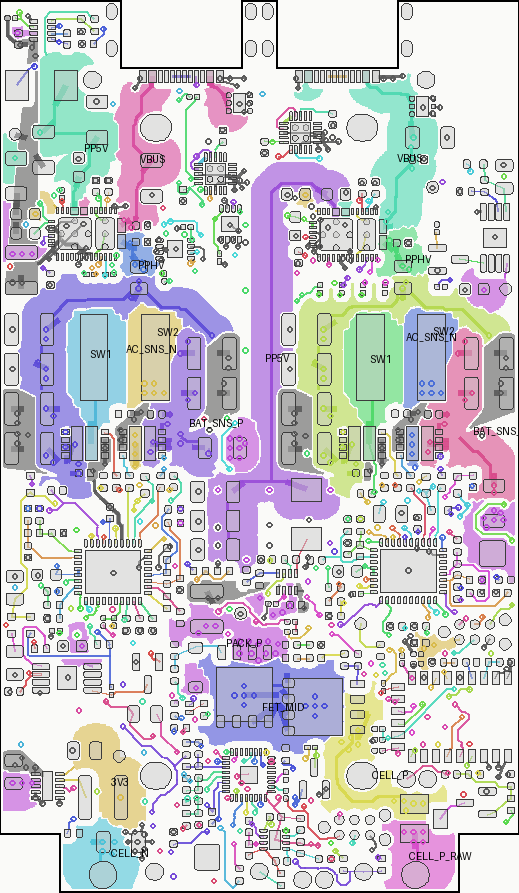 PP5V
VBUS
VBUS
PPHV
PPHV
SW2
SW2
AC_SNS_N
AC_SNS_N
SW1
SW1
PP5V
BAT_SNS_P
BAT_SNS_
PACK_P
FET_MID
CELL_P
3V3
CELL_N
CELL_P_RAW